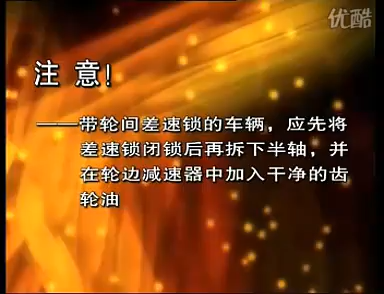 优酷
注 意!
——带轮间差速锁的车辆，应先将
差速锁闭锁后再拆下半轴，并
在轮边减速器中加入干净的齿
轮油